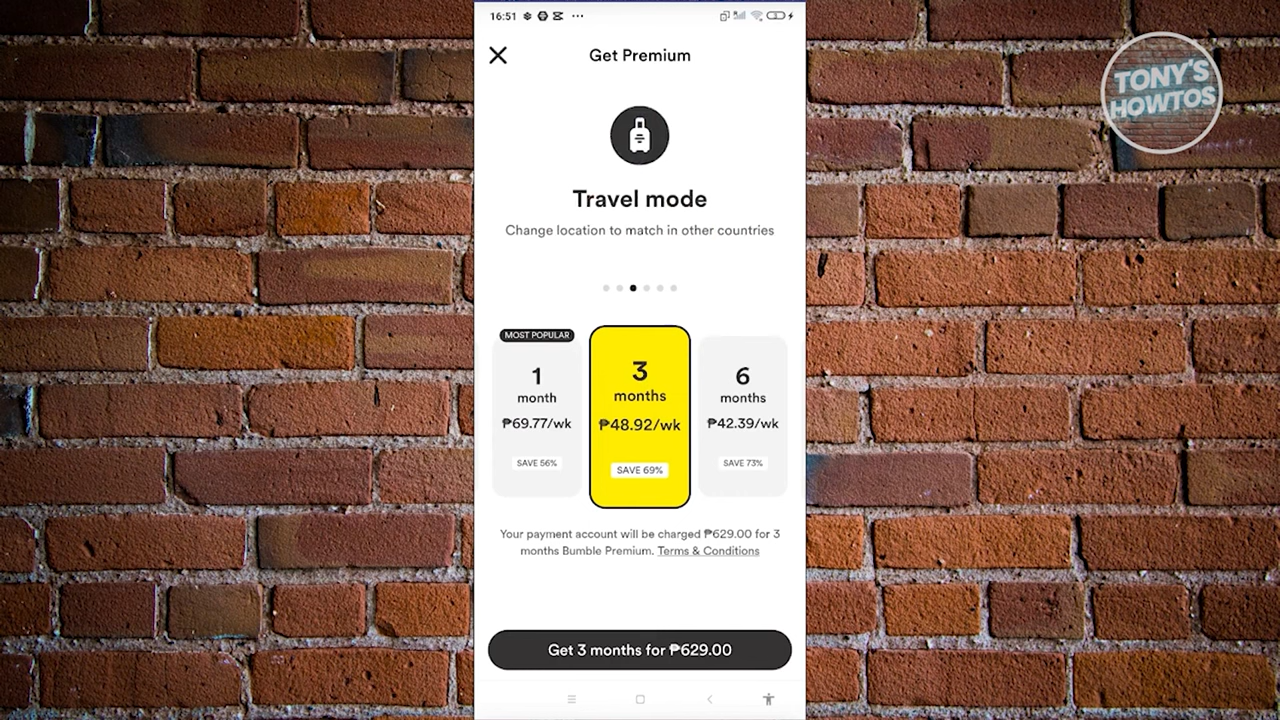 16:51
Get Premium
TONY'S
HOWTOS
Travel mode
Change location to match in other countries
MOST POPULAR
1
month
₱69.77/wk
SAVE 56%
3
months
₱48.92/wk
SAVE 69%
6
months
₱42.39/wk
SAVE 73%
Your payment account will be charged ₱629.00 for 3
months Bumble Premium. Terms & Conditions
Get 3 months for ₱629.00